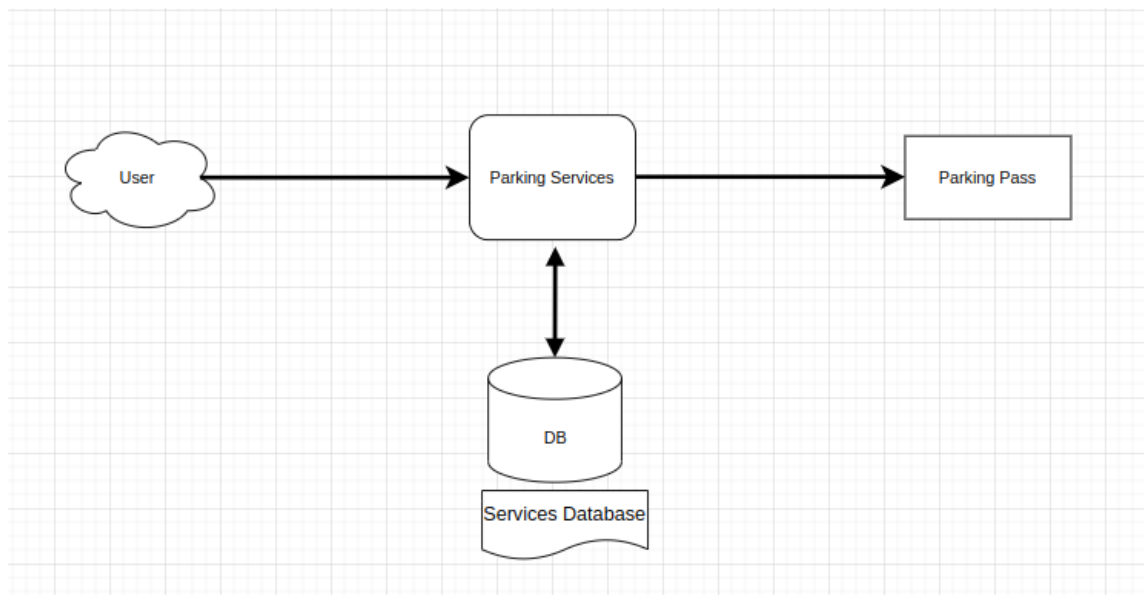 User
Parking Services
Parking Pass
DB
Services Database